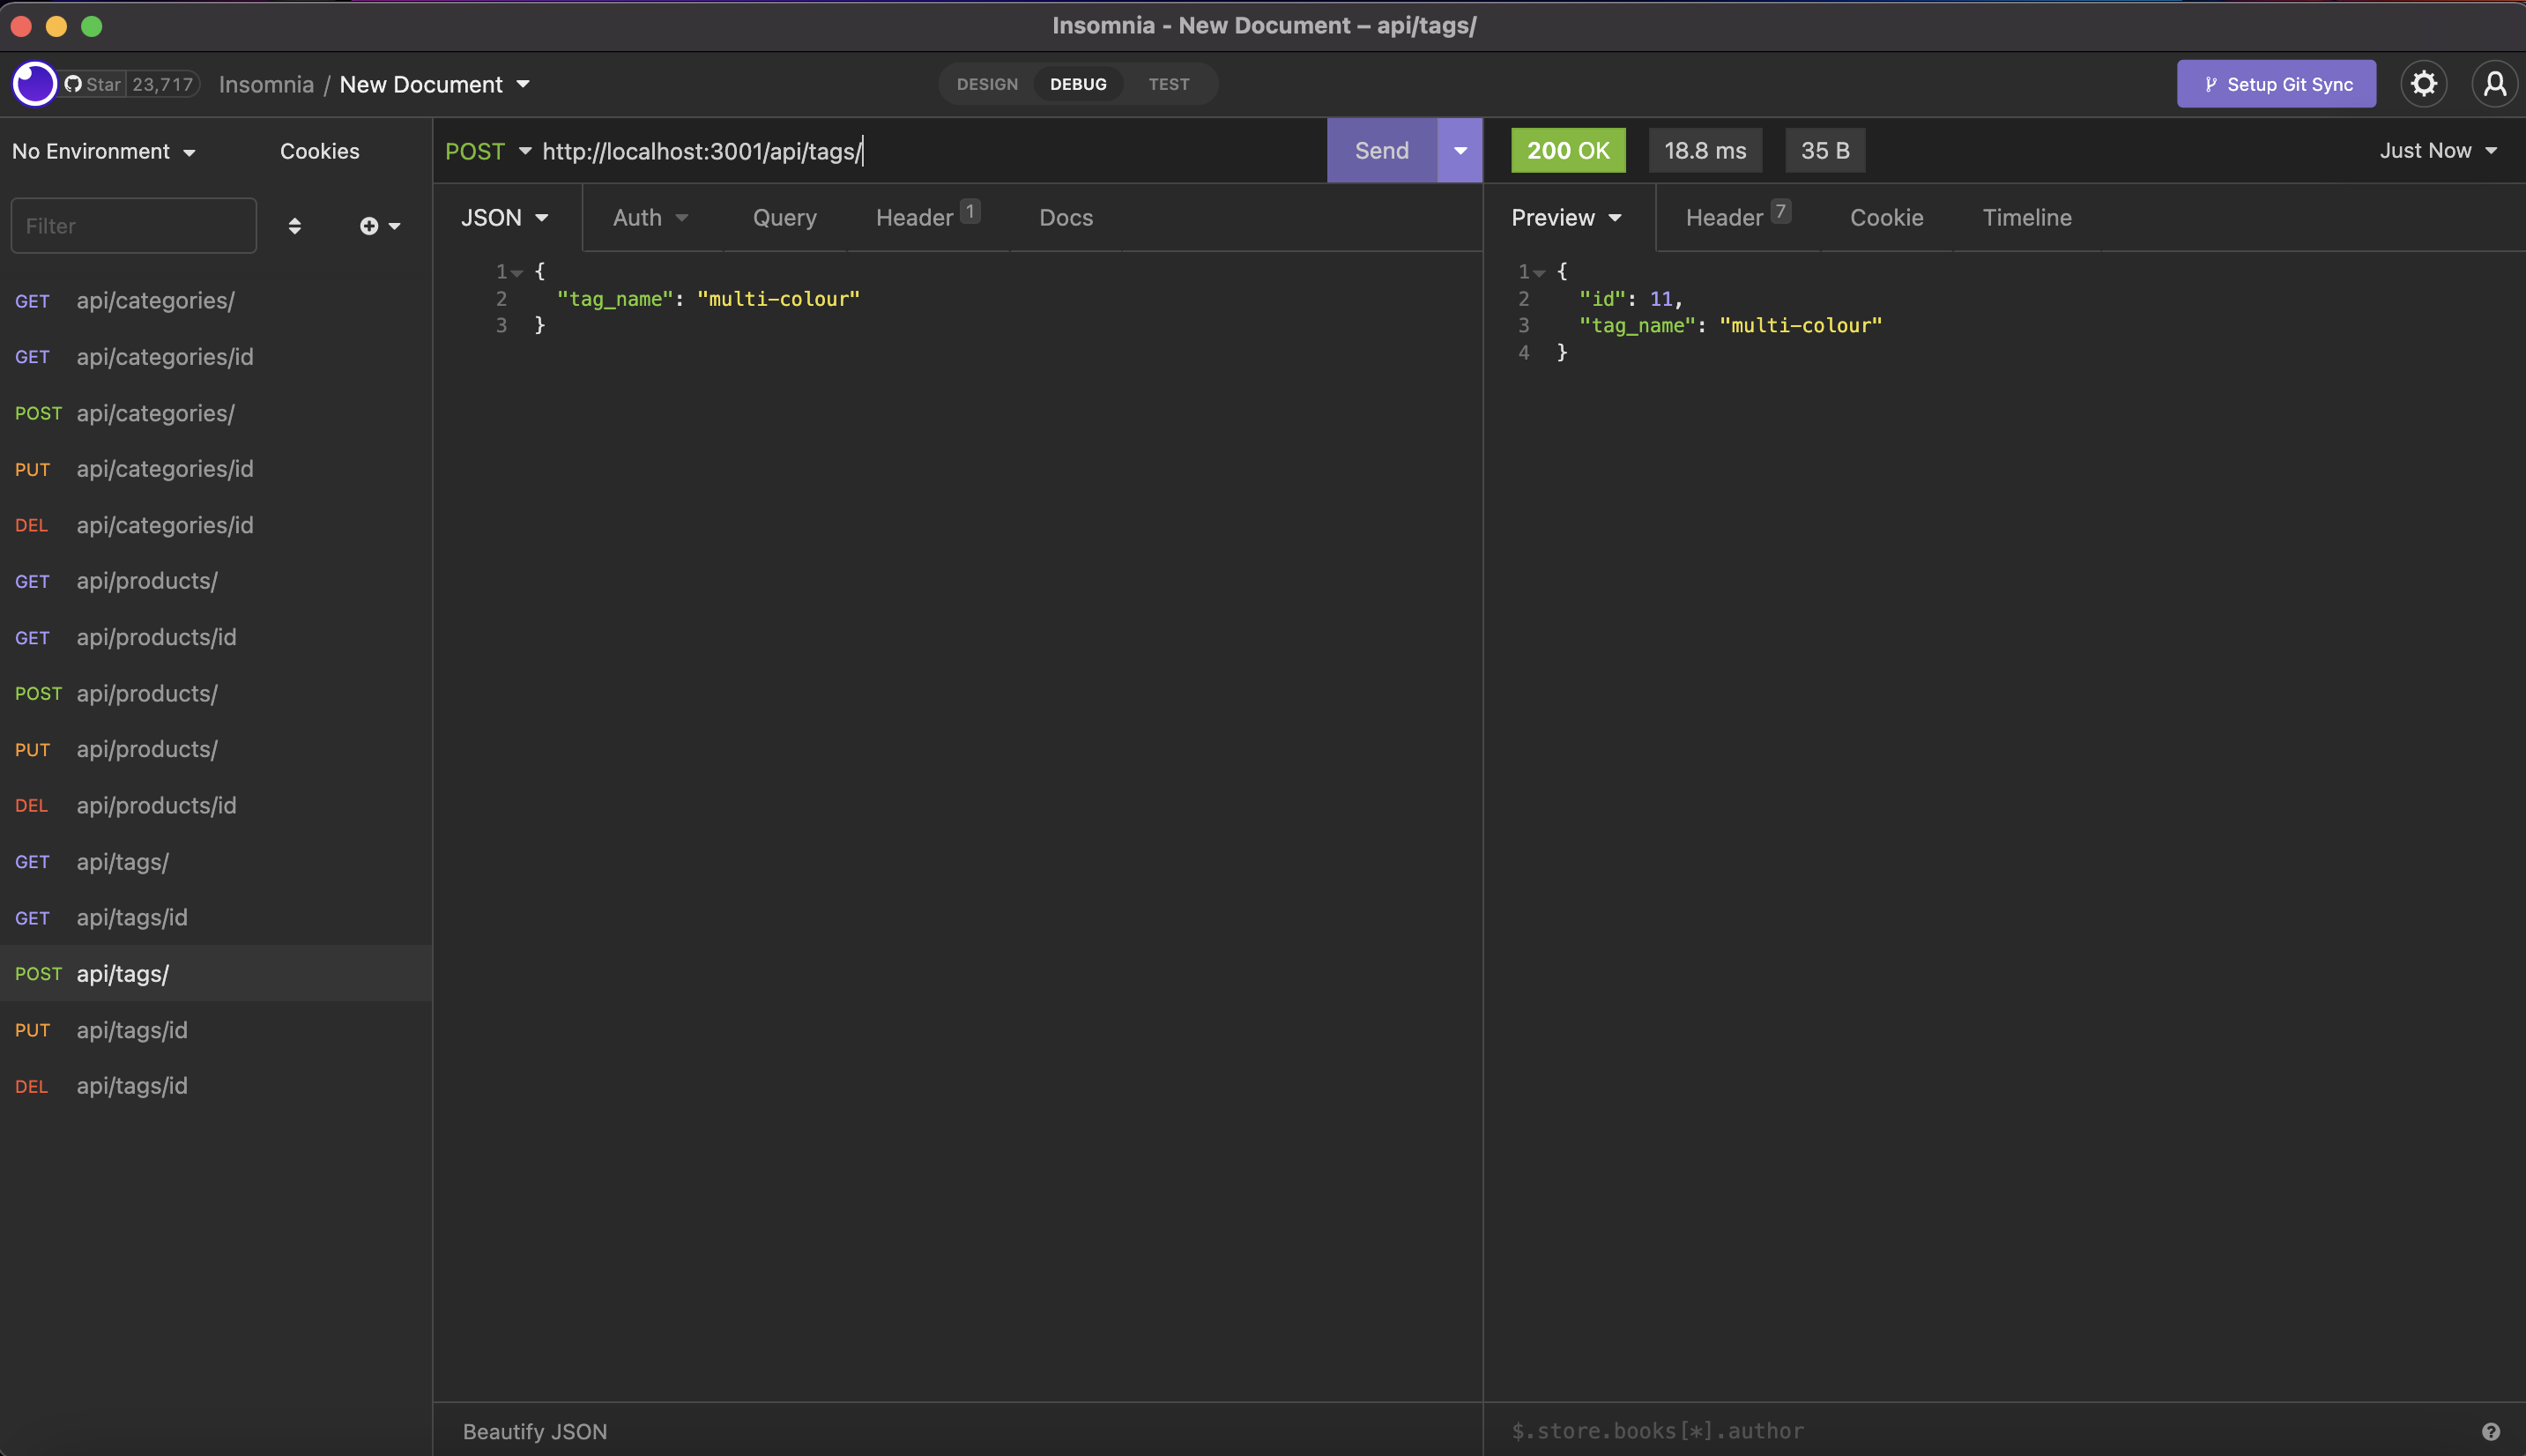 Insomnia - New Document – api/tags/
Star 23,717 Insomnia / New Document DESIGN DEBUG TEST Setup Git Sync
No Environment Cookies
Filter
GET api/categories/
GET api/categories/id
POST api/categories/
PUT api/categories/id
DEL api/categories/id
GET api/products/
GET api/products/id
POST api/products/
PUT api/products/
DEL api/products/id
GET api/tags/
GET api/tags/id
POST api/tags/
PUT api/tags/id
DEL api/tags/id
POST http://localhost:3001/api/tags/ Send
JSON Auth Query Header 1 Docs
1 {
2 "tag_name": "multi-colour"
3 }
Beautify JSON
200 OK 18.8 ms 35 B Just Now
Preview Header 7 Cookie Timeline
1 {
2 "id": 11,
3 "tag_name": "multi-colour"
4 }
$.store.books[*].author